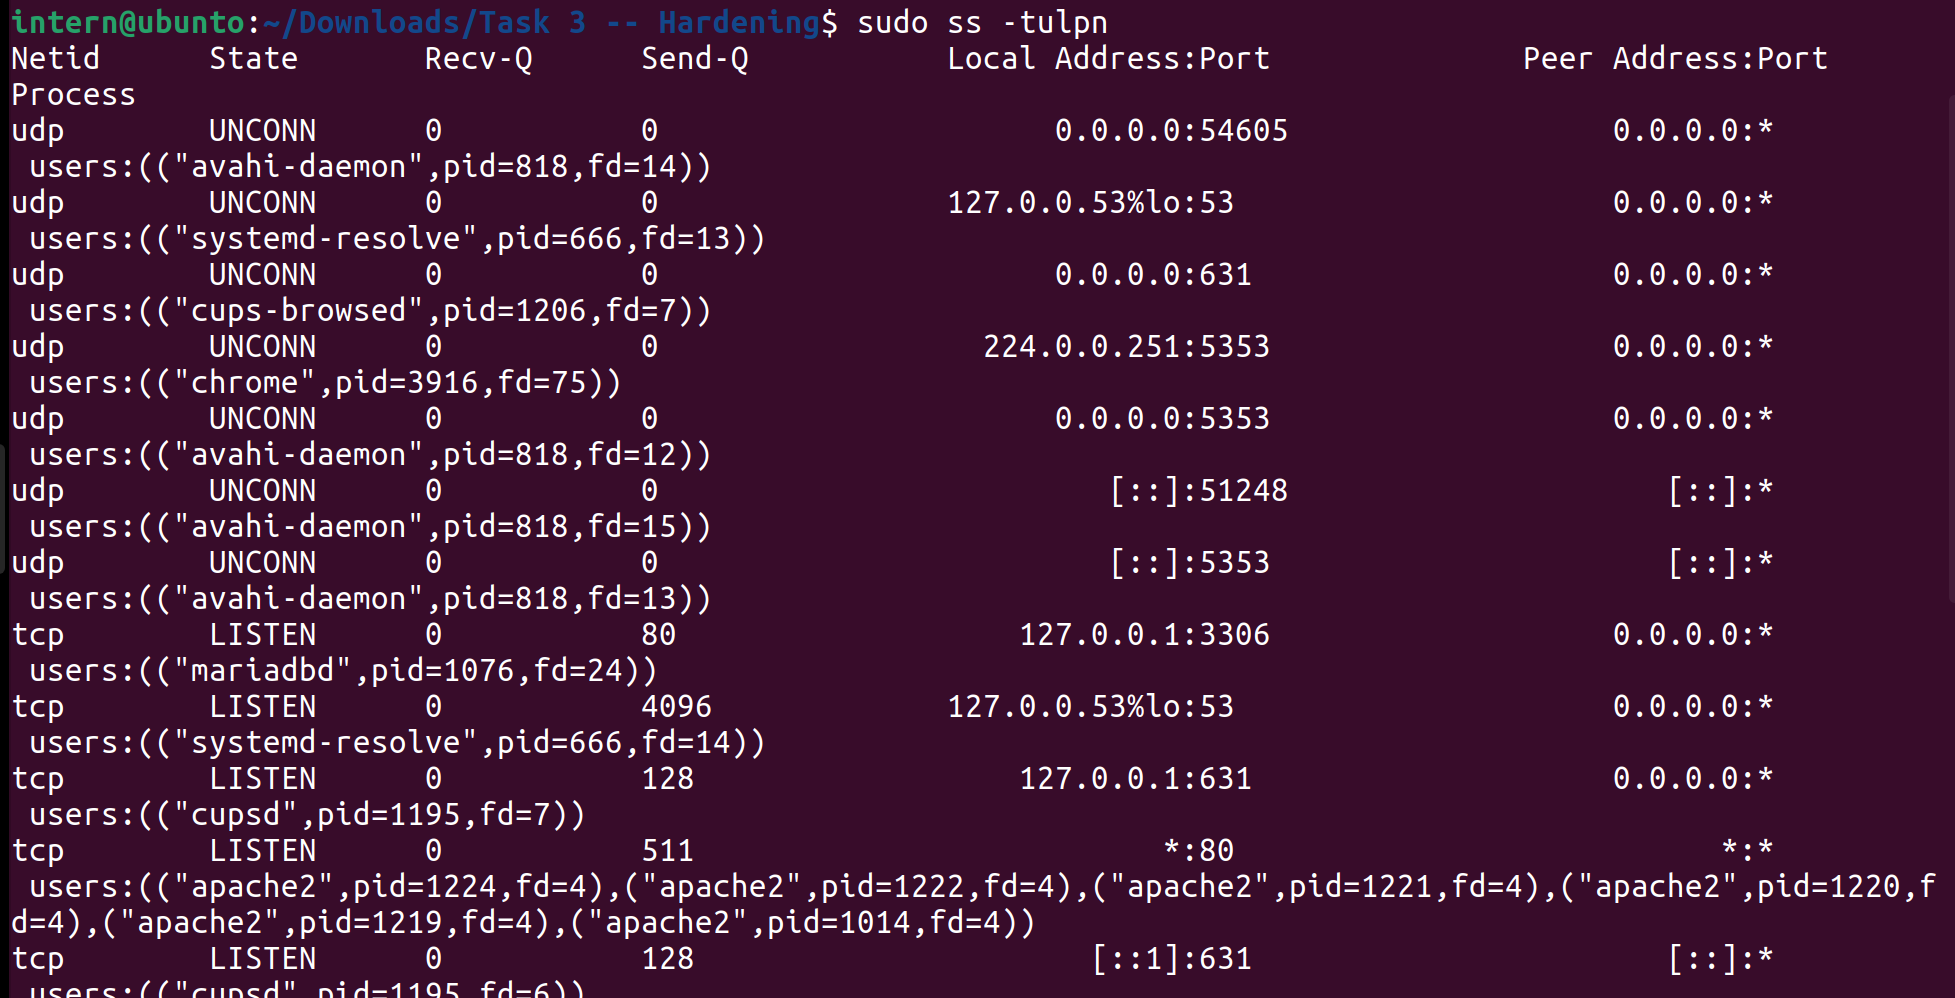 intern@ubunto:~/Downloads/Task 3 -- Hardening$ sudo ss -tulpn
Netid State Recv-Q Send-Q Local Address:Port Peer Address:Port
Process
udp UNCONN 0 0 0.0.0.0:54605 0.0.0.0:*
users:(("avahi-daemon",pid=818,fd=14))
udp UNCONN 0 0 127.0.0.53%lo:53 0.0.0.0:*
users:(("systemd-resolve",pid=666,fd=13))
udp UNCONN 0 0 0.0.0.0:631 0.0.0.0:*
users:(("cups-browsed",pid=1206,fd=7))
udp UNCONN 0 0 224.0.0.251:5353 0.0.0.0:*
users:(("chrome",pid=3916,fd=75))
udp UNCONN 0 0 0.0.0.0:5353 0.0.0.0:*
users:(("avahi-daemon",pid=818,fd=12))
udp UNCONN 0 0 [::]:51248 [::]:*
users:(("avahi-daemon",pid=818,fd=15))
udp UNCONN 0 0 [::]:5353 [::]:*
users:(("avahi-daemon",pid=818,fd=13))
tcp LISTEN 0 80 127.0.0.1:3306 0.0.0.0:*
users:(("mariadbd",pid=1076,fd=24))
tcp LISTEN 0 4096 127.0.0.53%lo:53 0.0.0.0:*
users:(("systemd-resolve",pid=666,fd=14))
tcp LISTEN 0 128 127.0.0.1:631 0.0.0.0:*
users:(("cupsd",pid=1195,fd=7))
tcp LISTEN 0 511 *:80 *:*
users:(("apache2",pid=1224,fd=4),("apache2",pid=1222,fd=4),("apache2",pid=1221,fd=4),("apache2",pid=1220,f
d=4),("apache2",pid=1219,fd=4),("apache2",pid=1014,fd=4))
tcp LISTEN 0 128 [::1]:631 [::]:*
users:(("cupsd",pid=1195,fd=6))